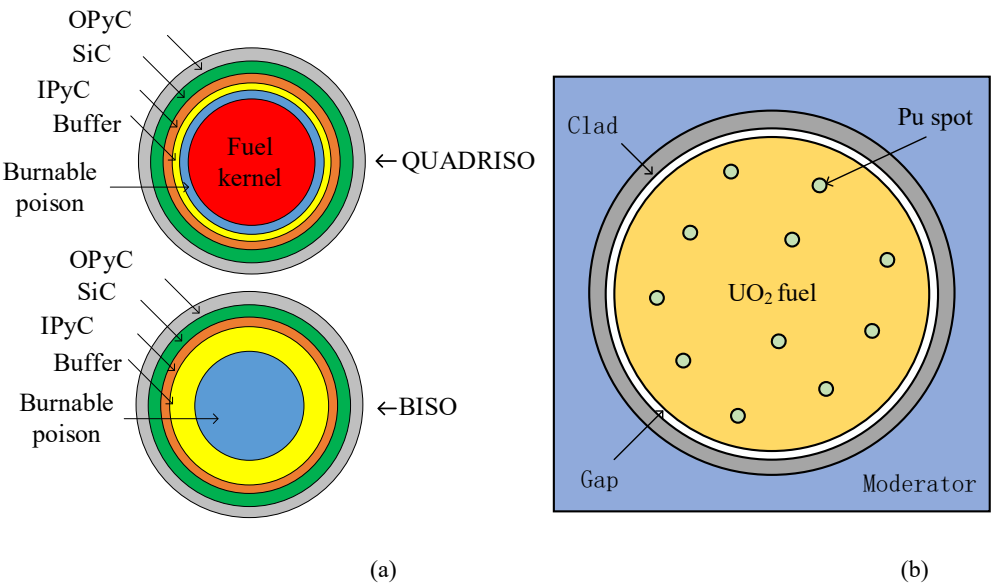 OPyC
SiC
IPyC
Buffer
Burnable
poison
Fuel
kernel
←QUADRISO
OPyC
SiC
IPyC
Buffer
Burnable
poison
←BISO
(a)
Clad
Pu spot
UO₂ fuel
Gap
Moderator
(b)